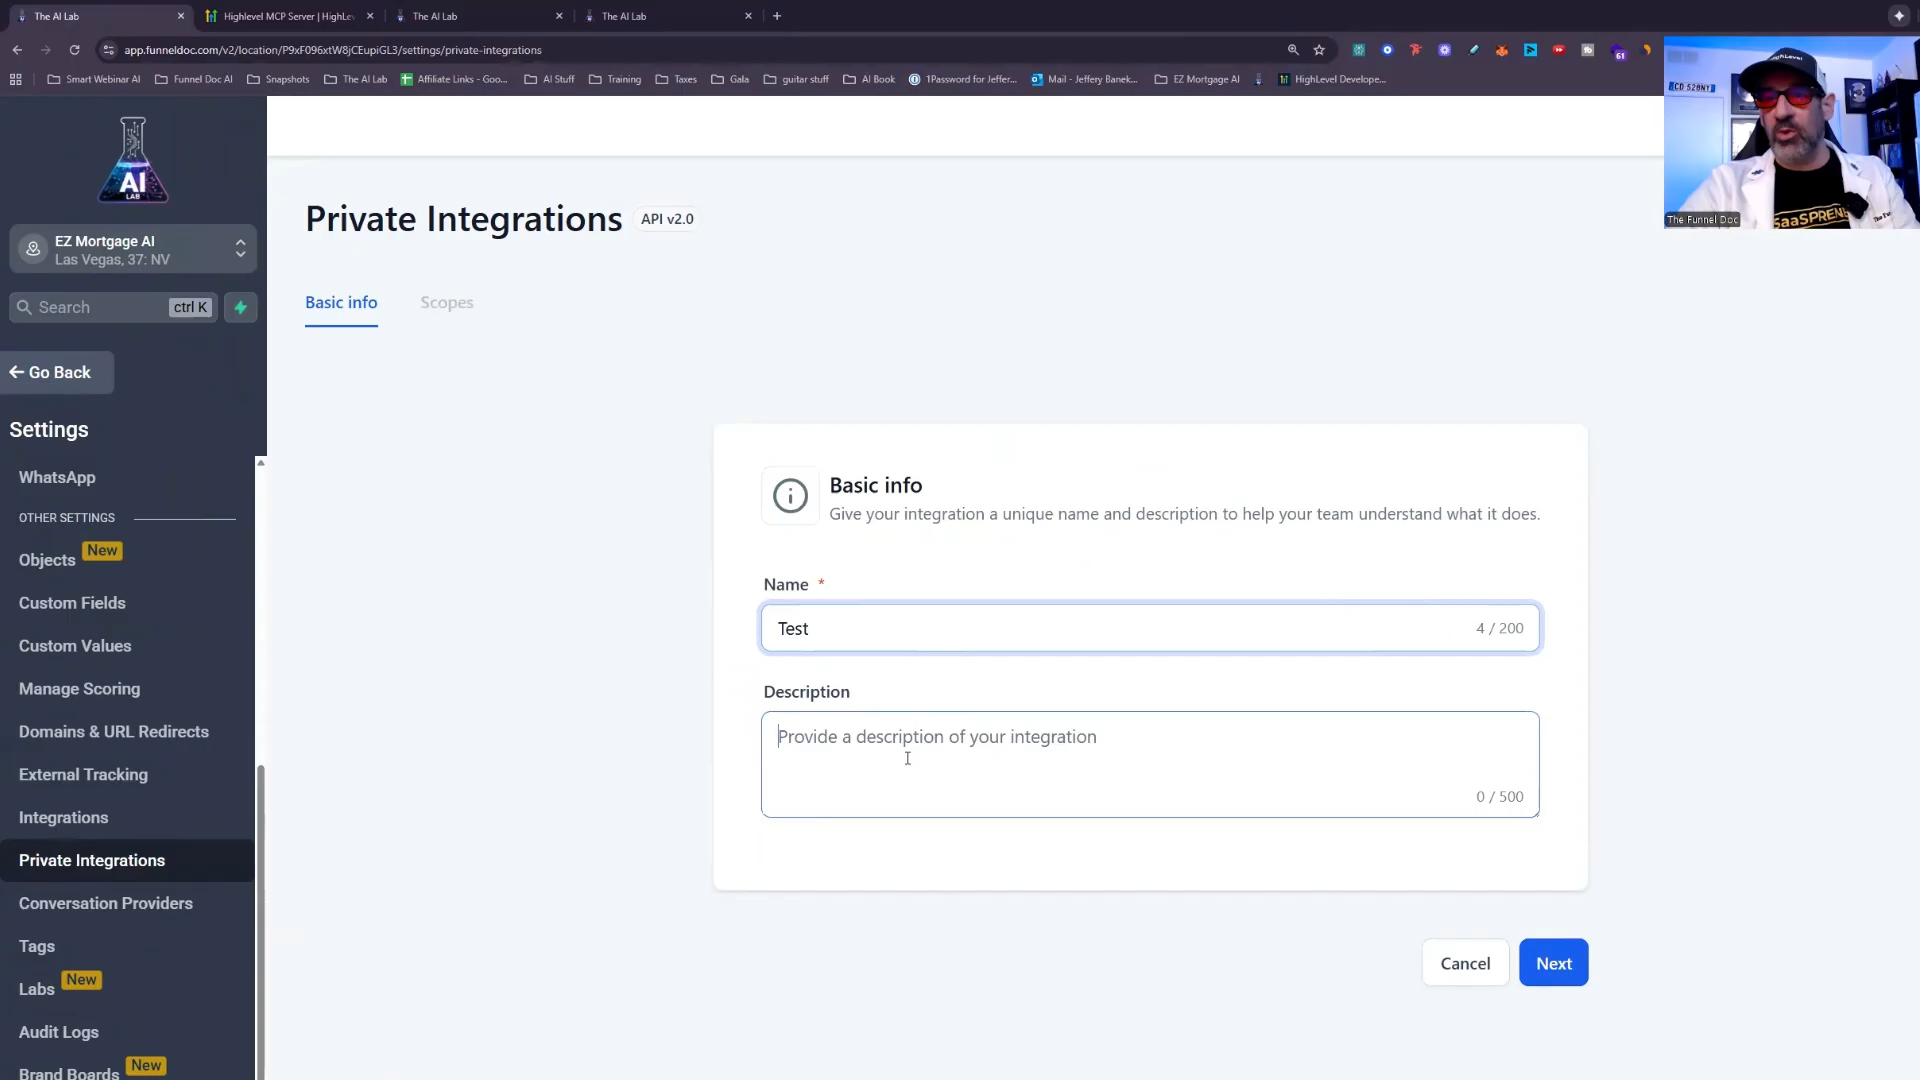 The AI Lab
Highlevel MCP Server | HighLev
The AI Lab
The AI Lab
app.funneldoc.com/v2/location/P9xF096xtW8jCEupiGL3/settings/private-integrations
Smart Webinar AI
Funnel Doc AI
Snapshots
The AI Lab
Affiliate Links - Goo...
AI Stuff
Training
Taxes
Gala
guitar stuff
AI Book
1Password for Jeffer...
Mail - Jeffery Banek...
EZ Mortgage AI
HighLevel Develope...
61
AI
LAB
EZ Mortgage AI
Las Vegas, 37: NV
Search
ctrl K
Go Back
Settings
WhatsApp
OTHER SETTINGS
Objects New
Custom Fields
Custom Values
Manage Scoring
Domains & URL Redirects
External Tracking
Integrations
Private Integrations
Conversation Providers
Tags
Labs New
Audit Logs
Brand Boards New
Private Integrations API v2.0
Basic info
Scopes
Basic info
Give your integration a unique name and description to help your team understand what it does.
Name *
Test
4 / 200
Description
Provide a description of your integration
0 / 500
Cancel
Next
HighLevel
SaaSPREN
The Funnel Doc